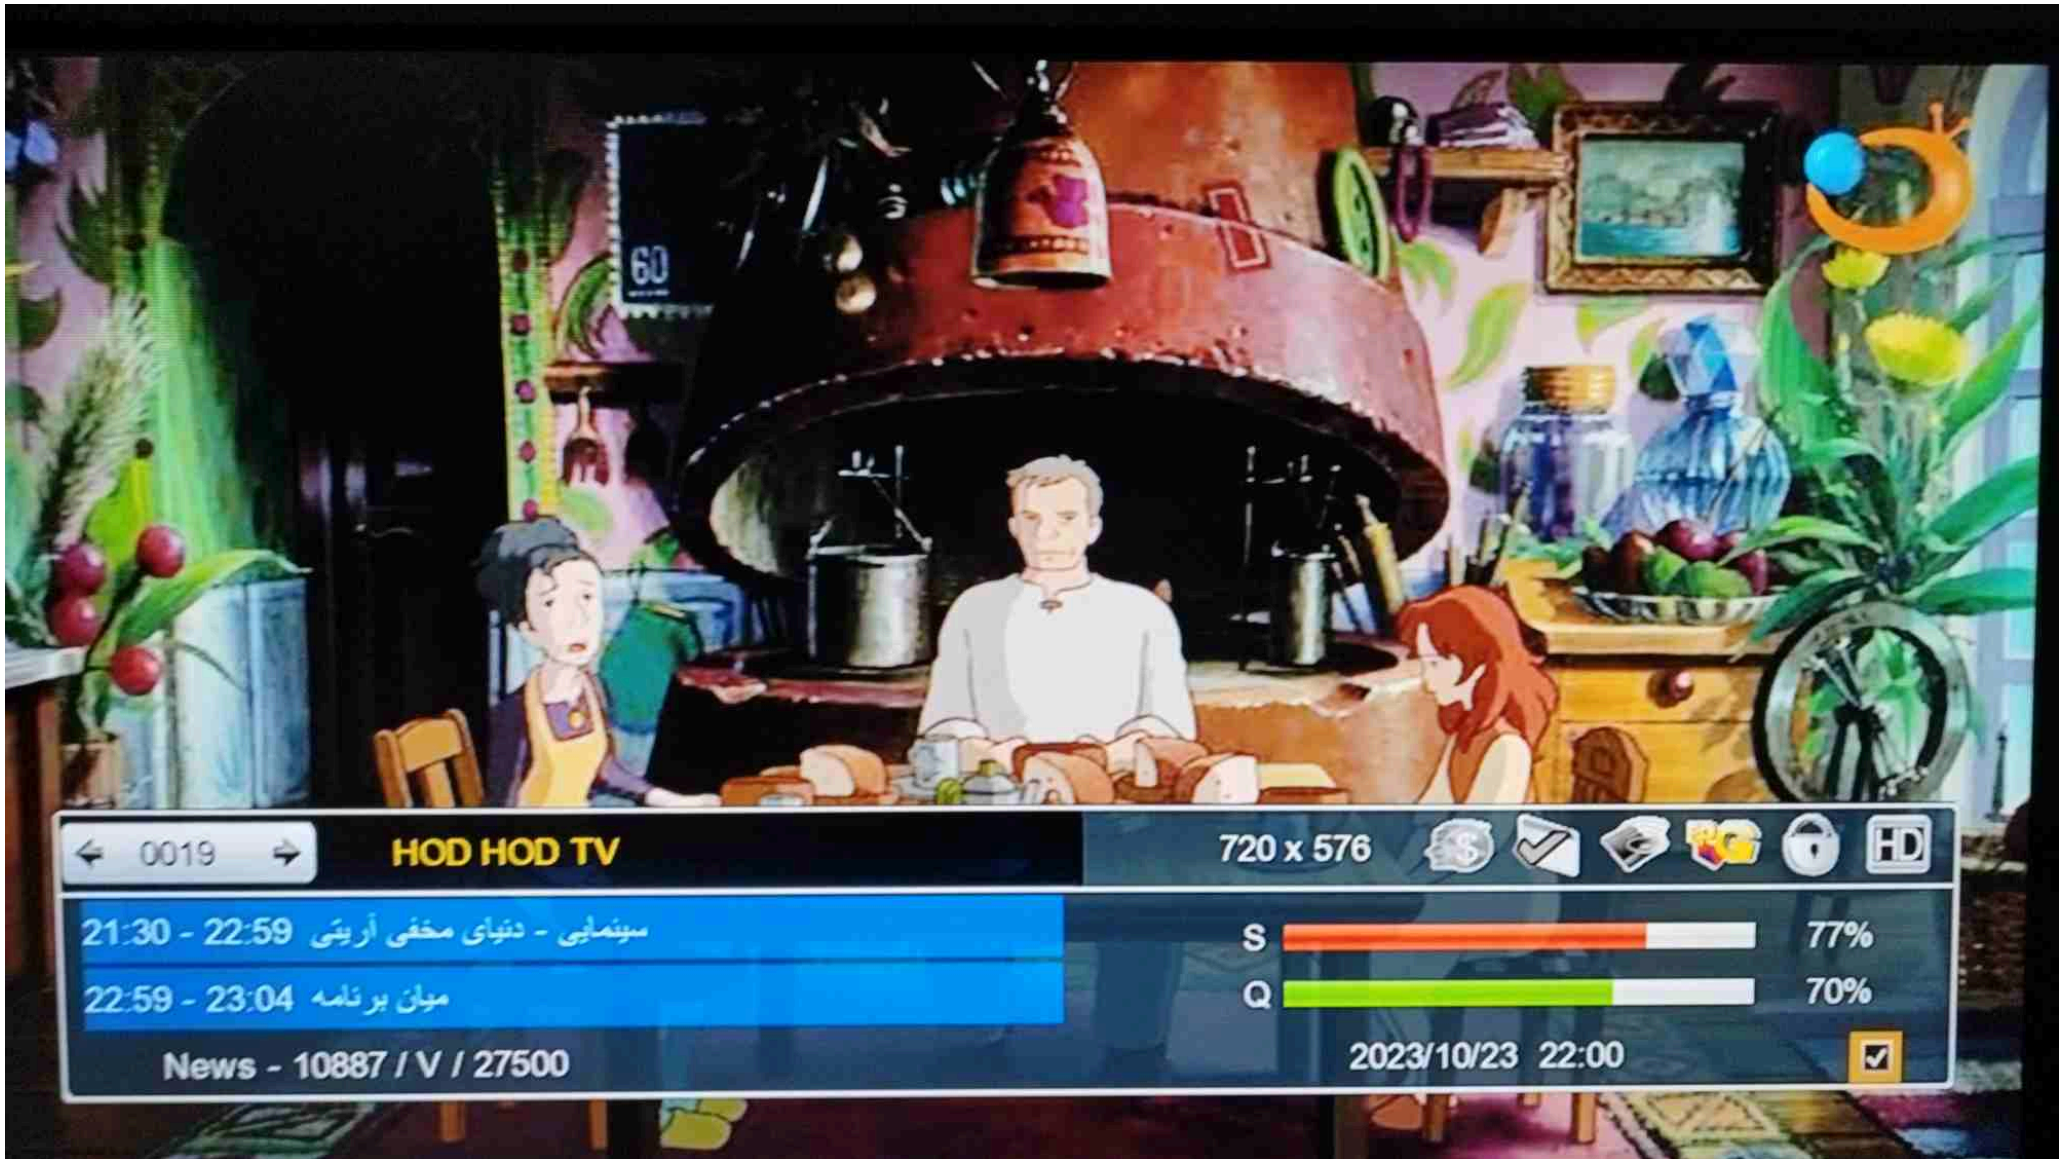 60
0019
HOD HOD TV
720 x 576
$
HD
21:30 - 22:59 سینمایی - دنیای مخفی آریتی
22:59 - 23:04 میان برنامه
S
77%
Q
70%
News - 10887 / V / 27500
2023/10/23 22:00